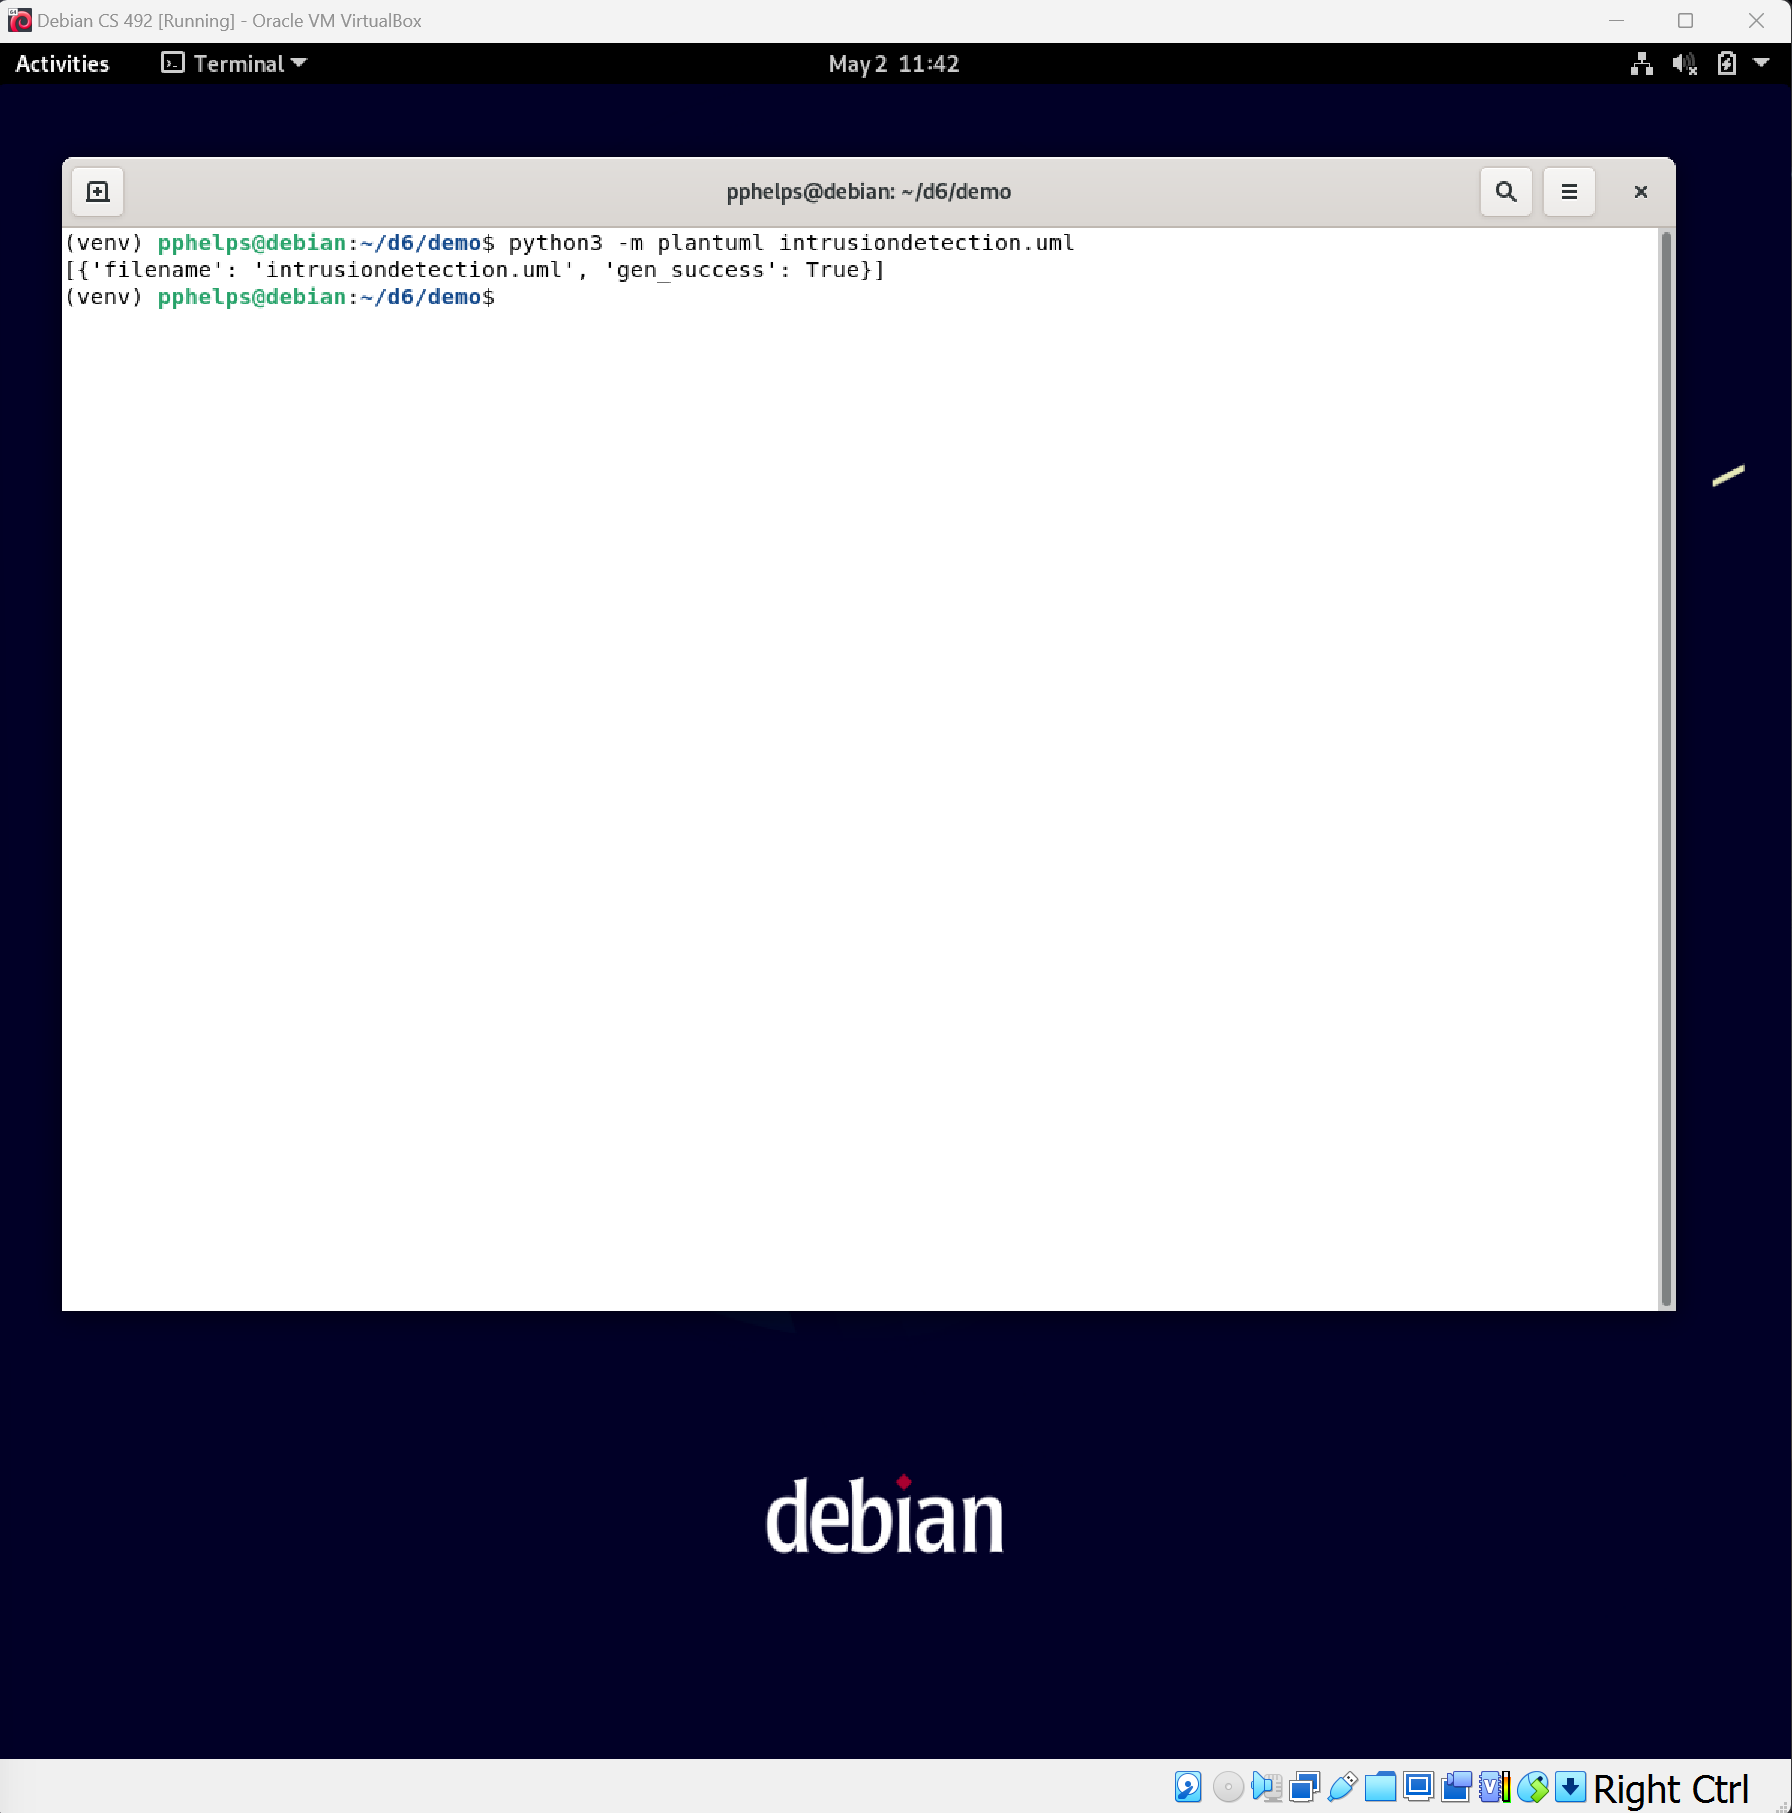 Debian CS 492 [Running] - Oracle VM VirtualBox
Activities
Terminal
May 2 11:42
pphelps@debian: ~/d6/demo
(venv) pphelps@debian:~/d6/demo$ python3 -m plantuml intrusiondetection.uml
[{'filename': 'intrusiondetection.uml', 'gen_success': True}]
(venv) pphelps@debian:~/d6/demo$
debian
Right Ctrl